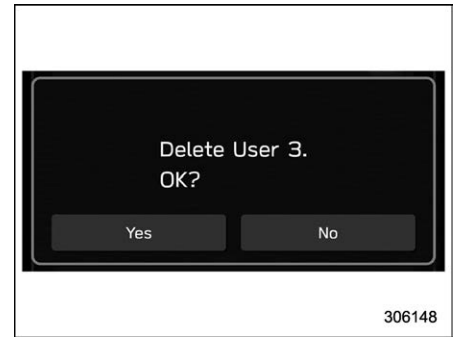 Delete User 3.
OK?
Yes
No
306148